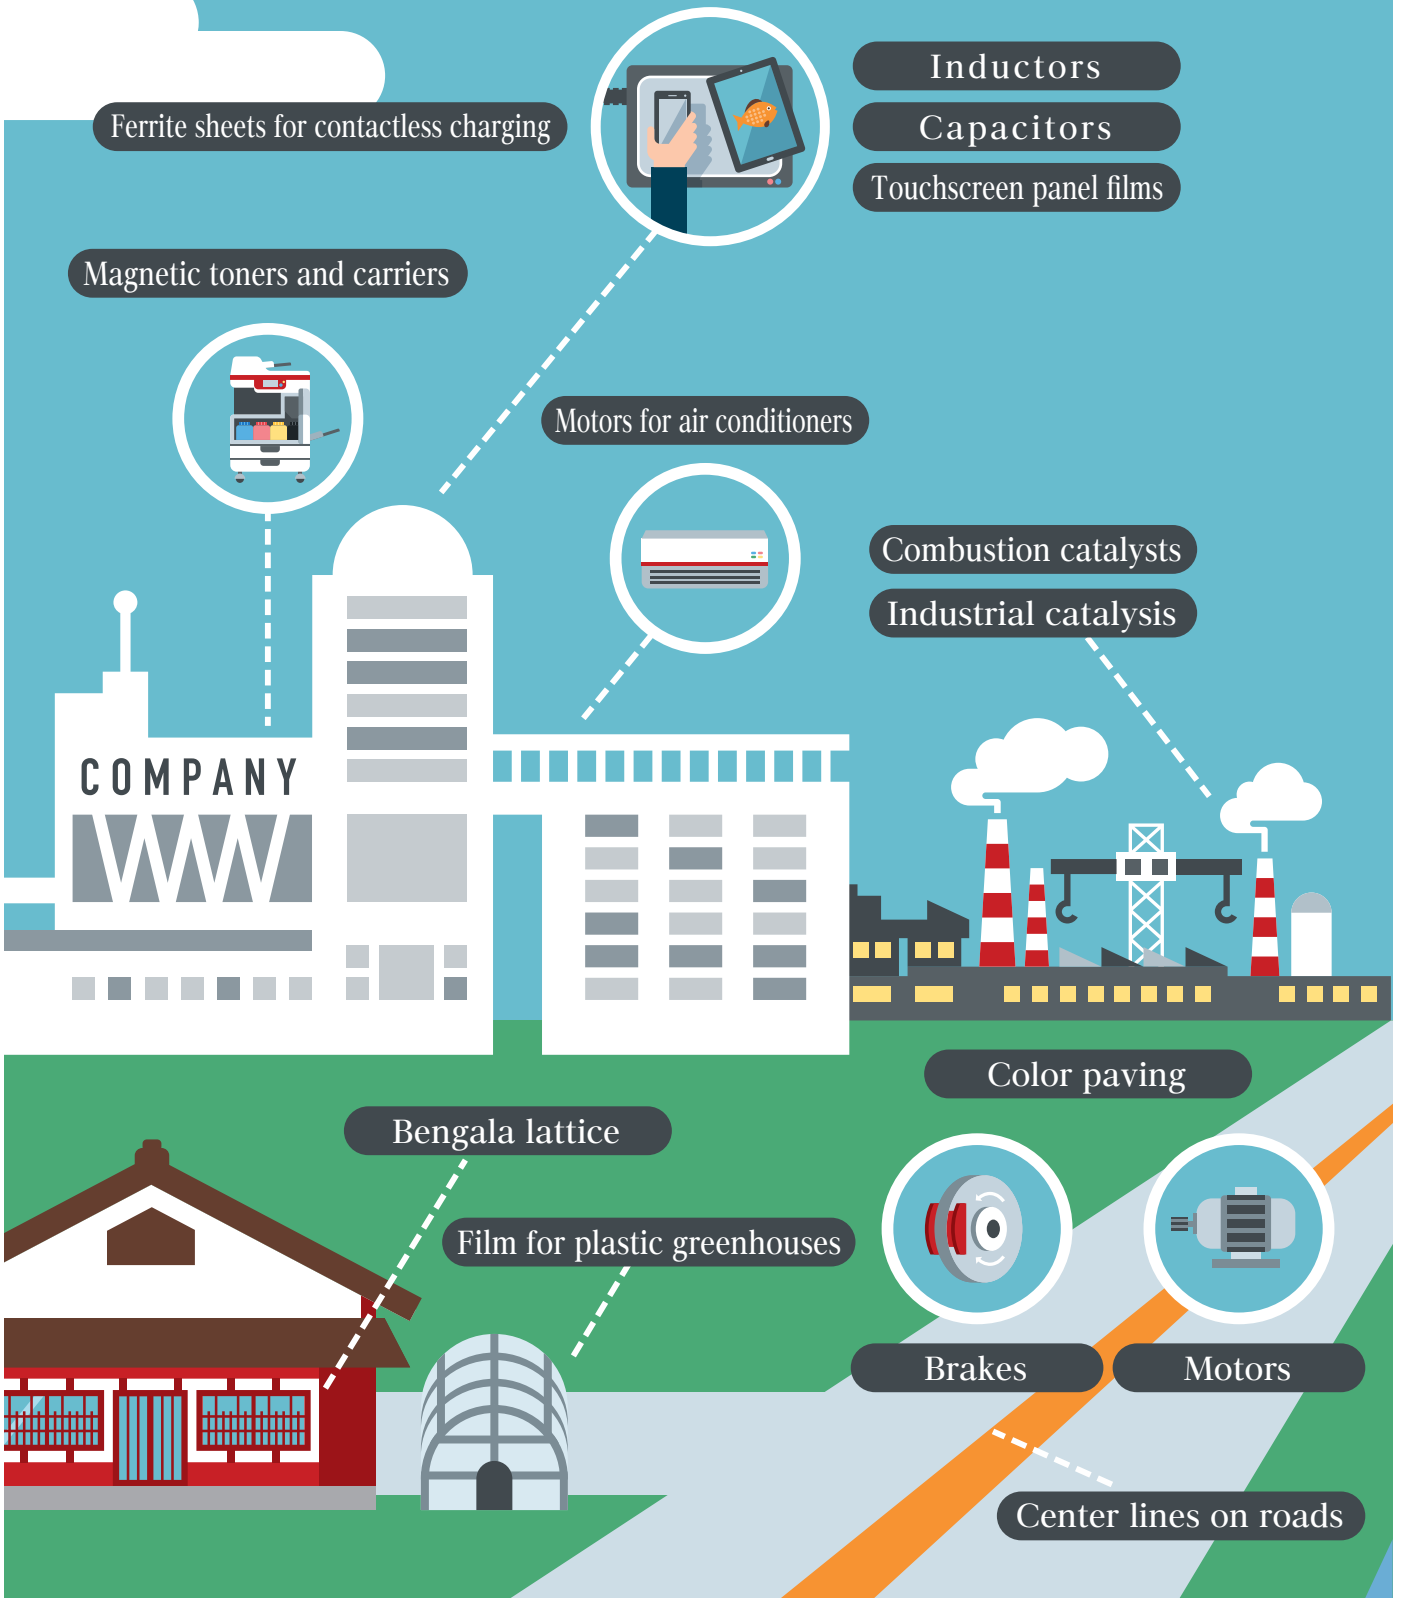 Inductors
Capacitors
Ferrite sheets for contactless charging
Touchscreen panel films
Magnetic toners and carriers
Motors for air conditioners
Combustion catalysts
Industrial catalysis
COMPANY
Color paving
Bengala lattice
Film for plastic greenhouses
Brakes
Motors
Center lines on roads